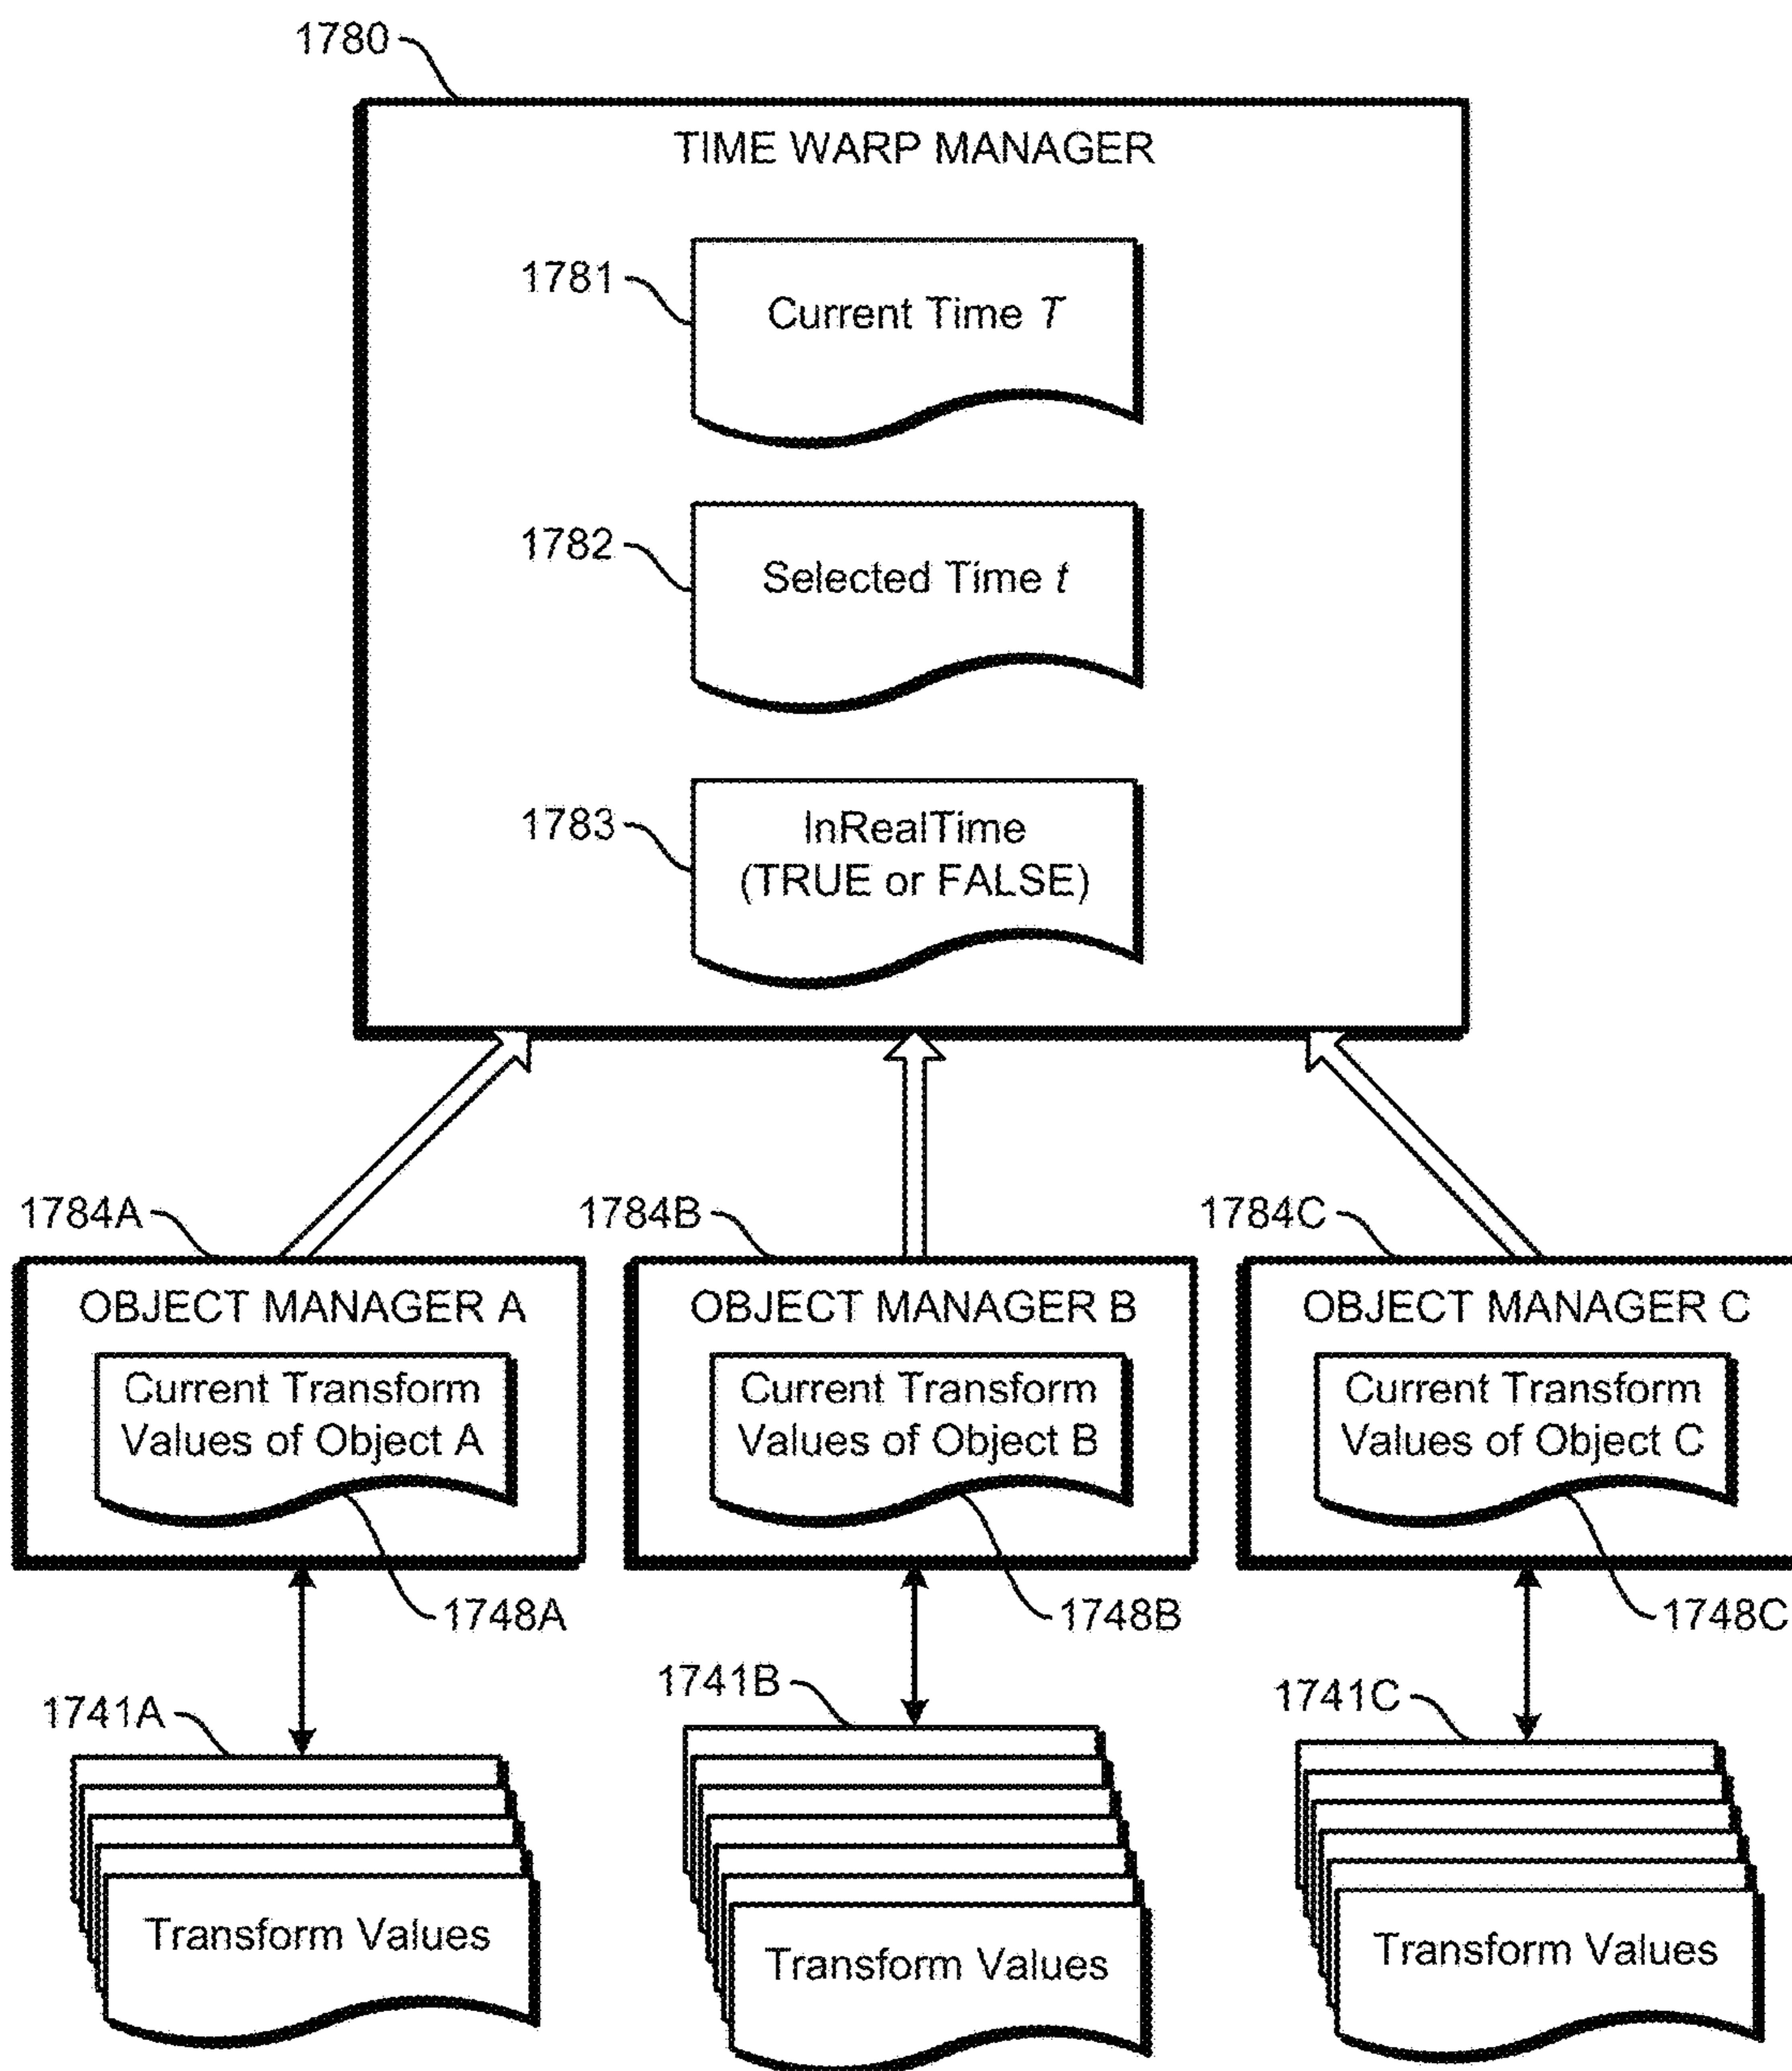 1780
TIME WARP MANAGER
1781
Current Time T
1782
Selected Time t
1783
InRealTime
(TRUE or FALSE)
1784A
1784B
1784C
OBJECT MANAGER A
Current Transform
Values of Object A
OBJECT MANAGER B
Current Transform
Values of Object B
OBJECT MANAGER C
Current Transform
Values of Object C
1748A
1748B
1748C
1741A
1741B
1741C
Transform Values
Transform Values
Transform Values